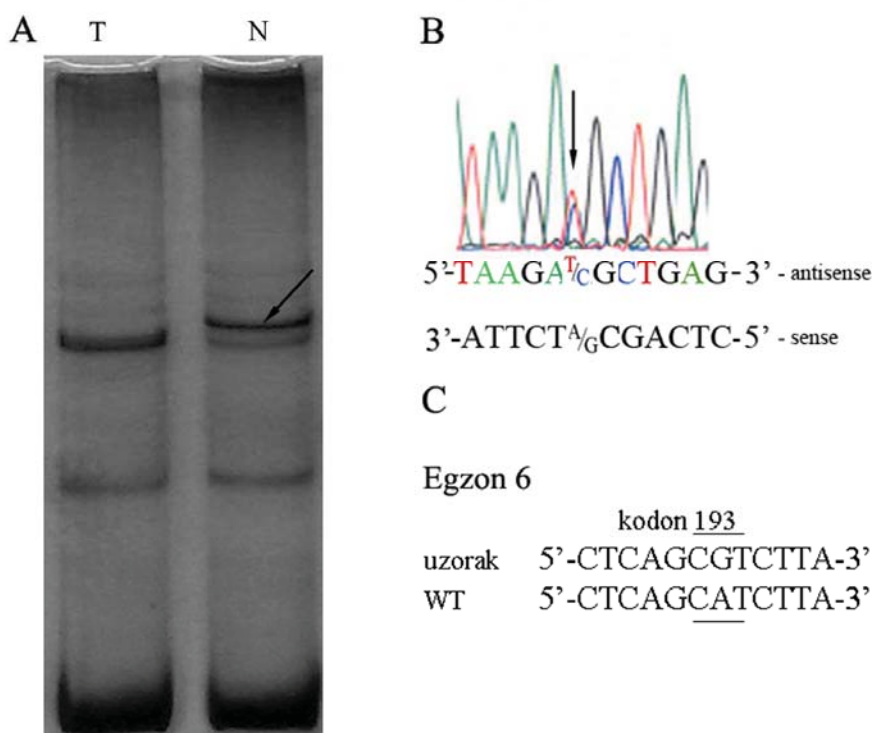 A
T N
B
5’-TAAGAT/CGCTGAG-3’ - antisense
3’-ATTCTA/GCGACTC-5’ - sense
C
Egzon 6
kodon 193
uzorak 5’-CTCAGCGTCTTA-3’
WT 5’-CTCAGCATCTTA-3’